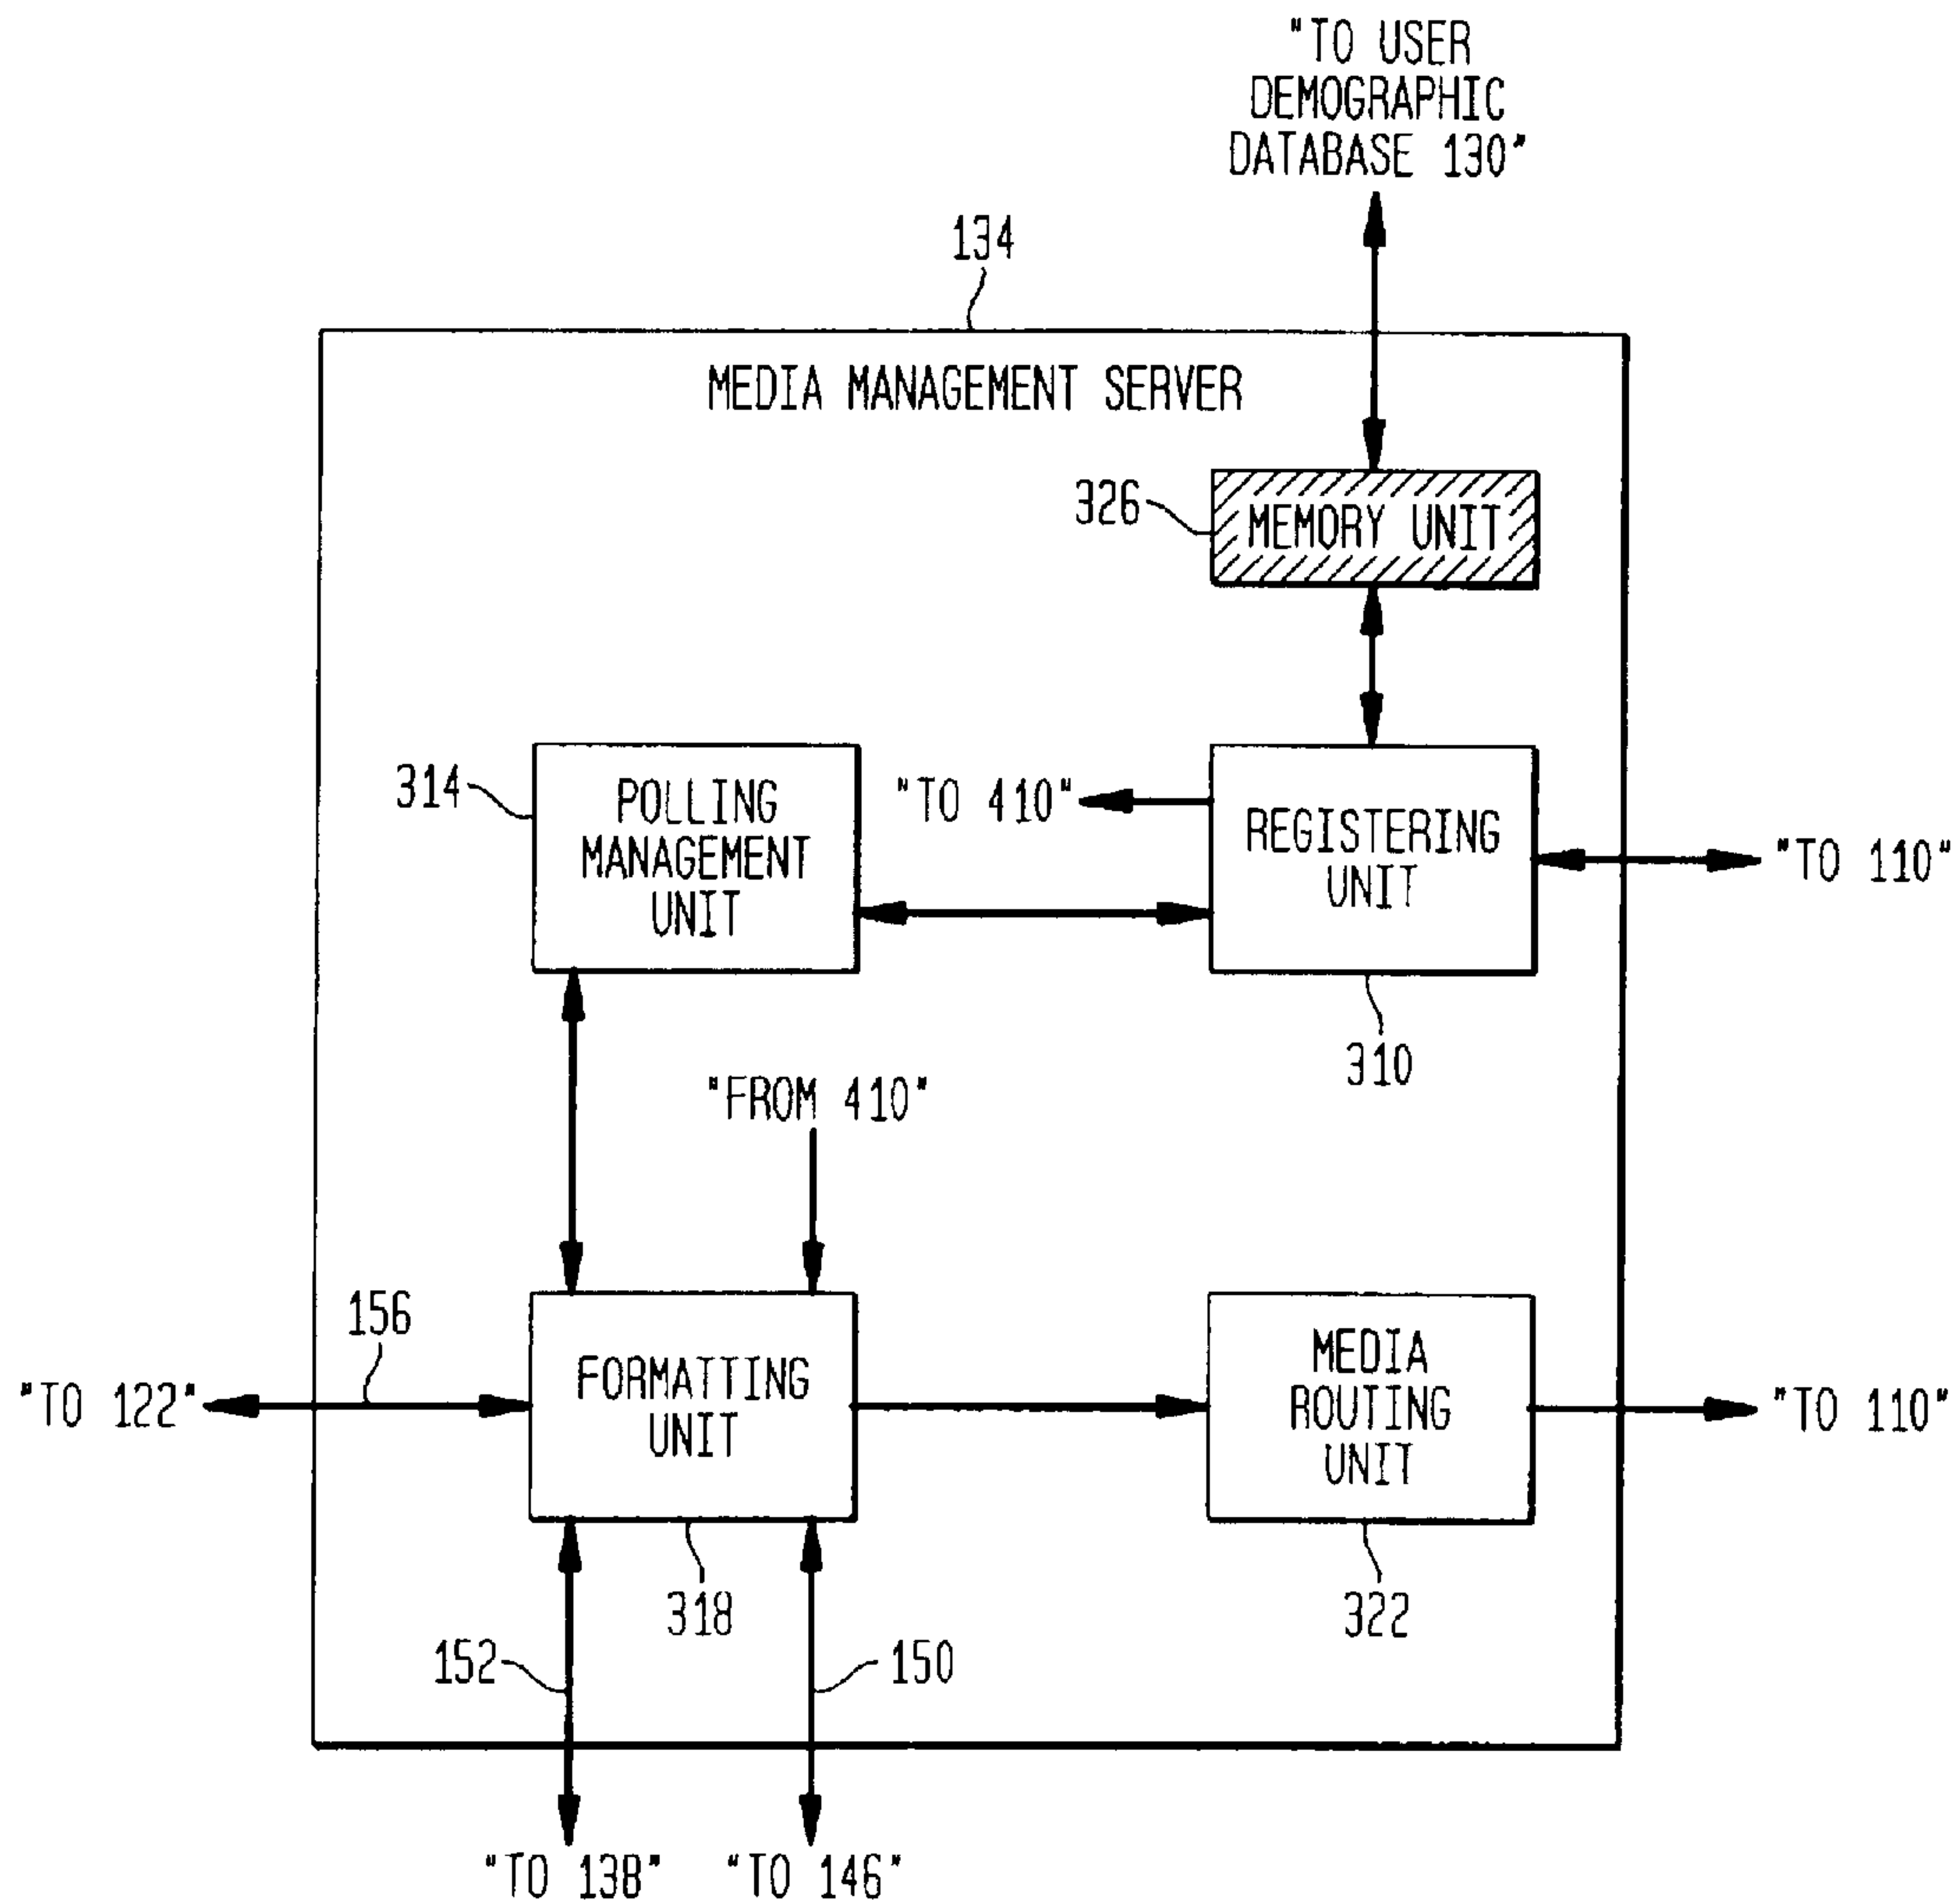 "TO USER
DEMOGRAPHIC
DATABASE 130"
134
MEDIA MANAGEMENT SERVER
326
MEMORY UNIT
314
POLLING
MANAGEMENT
UNIT
"TO 410"
REGISTERING
UNIT
"TO 110"
310
"FROM 410"
156
"TO 122"
FORMATTING
UNIT
MEDIA
ROUTING
UNIT
"TO 110"
318
322
152
150
"TO 138"
"TO 146"